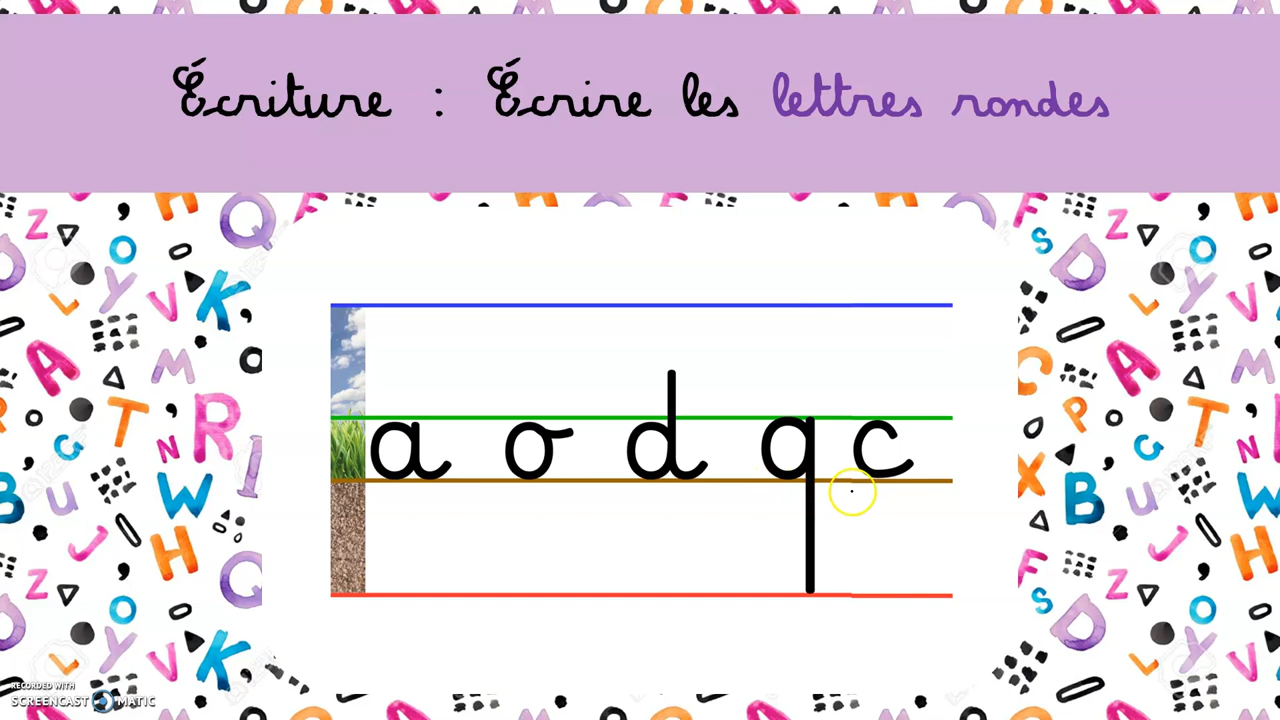 Écriture : Écrire les lettres rondes
a o d q c
RECORDED WITH
SCREENCAST MATIC